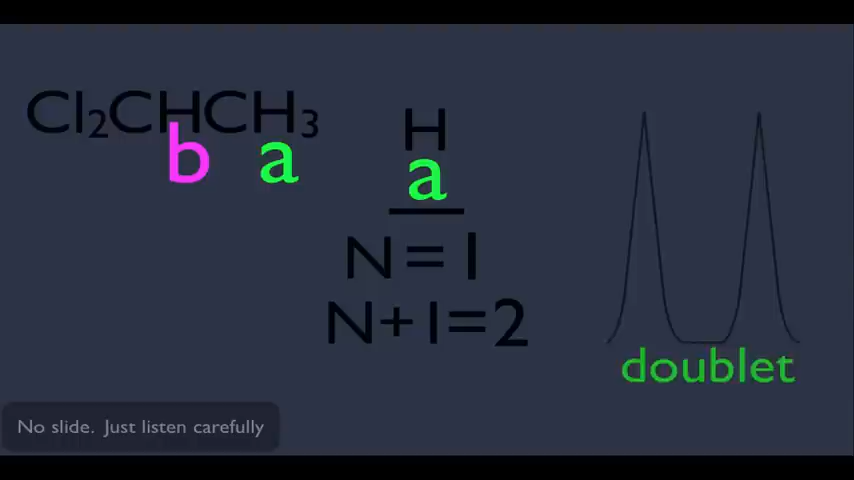 Cl₂CHCH₃
b a
H
a
N=1
N+1=2
doublet
No slide. Just listen carefully